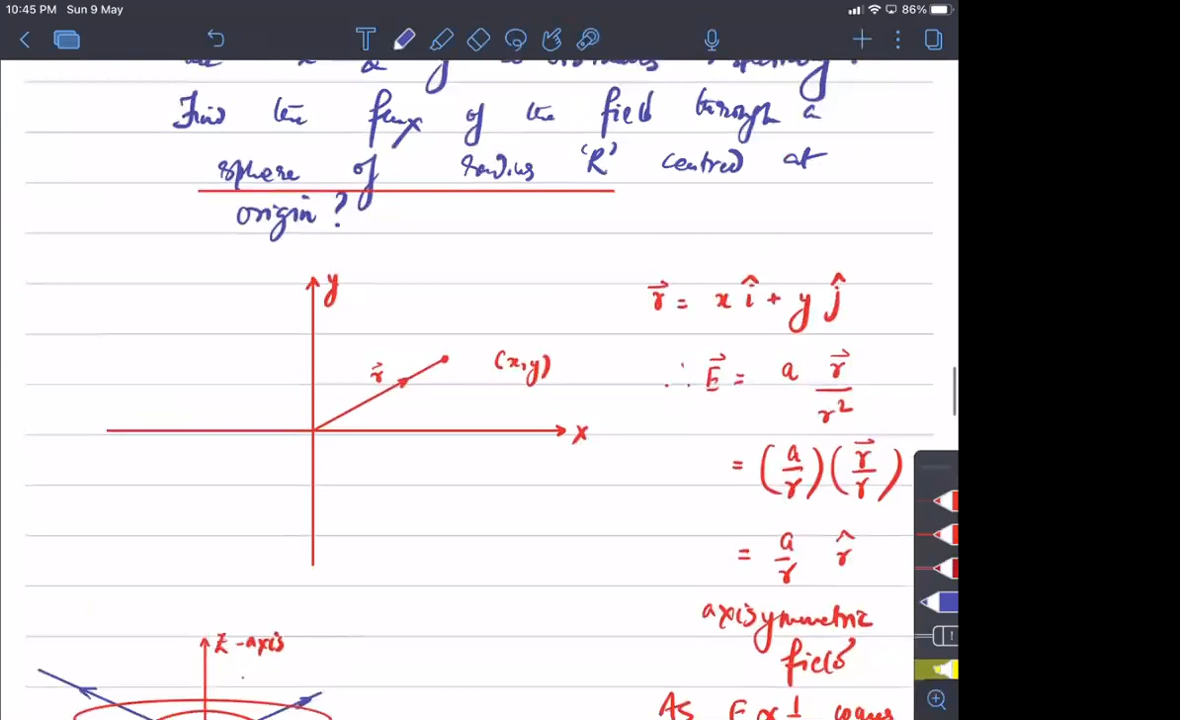 10:45 PM Sun 9 May
86%
Find the flux of the field through a
sphere of radius 'R' centred at
origin?
y
r⃗ = x î + y ĵ
(x,y)
r⃗
∴ E⃗ = a r⃗/r²
x
= (a/r)(r⃗/r)
= a/r r̂
axisymmetric
field
Z-axis
As E ∝ 1